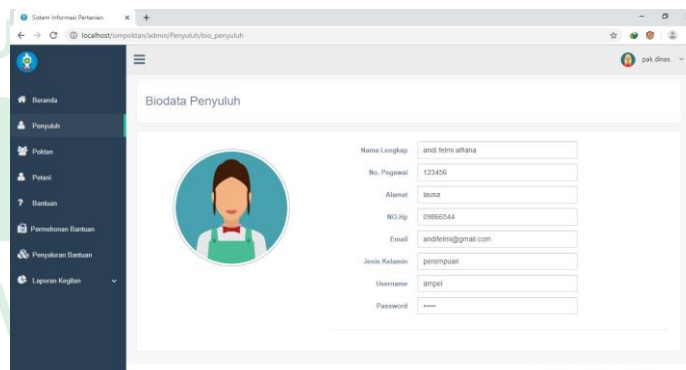 Sistem Informasi Pertanian
localhost/simpoktan/admin/Penyuluh/bio_penyuluh
pak dinas
Beranda
Penyuluh
Poktan
Petani
Bantuan
Permohonan Bantuan
Penyaluran Bantuan
Laporan Kegitan
Biodata Penyuluh
Nama Lengkap andi felmi alfiana
No. Pegawai 123456
Alamat lausa
NO.Hp 09866544
Email andifelmi@gmail.com
Jenis Kelamin perempuan
Username ampel
Password •••••